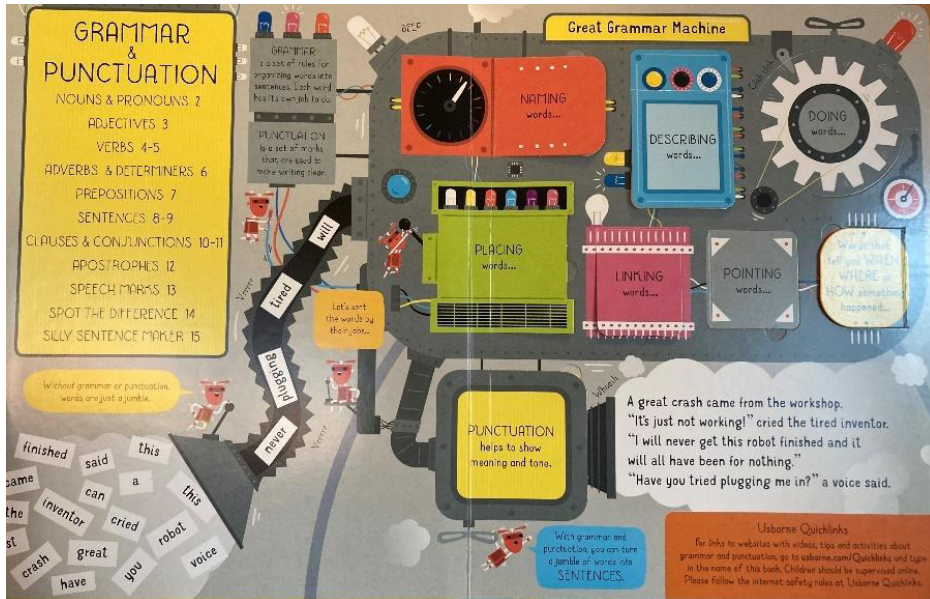 GRAMMAR
&
PUNCTUATION
NOUNS & PRONOUNS 2
ADJECTIVES 3
VERBS 4-5
ADVERBS & DETERMINERS 6
PREPOSITIONS 7
SENTENCES 8-9
CLAUSES & CONJUNCTIONS 10-11
APOSTROPHES 12
SPEECH MARKS 13
SPOT THE DIFFERENCE 14
SILLY SENTENCE MAKER 15
GRAMMAR
is a set of rules for
organizing words into
sentences. Each word
has its own job to do.
PUNCTUATION
is a set of marks
that are used to
make writing clear.
Great Grammar Machine
NAMING
words...
DESCRIBING
words...
DOING
words...
PLACING
words...
LINKING
words...
POINTING
words...
Words that
tell you WHEN,
WHERE or
HOW something
happened...
Let's sort
the words by
their jobs...
will
tired
plugging
never
Without grammar or punctuation,
words are just a jumble.
finished
said
this
came
can
a
the
inventor
cried
this
robot
crash
great
you
voice
have
PUNCTUATION
helps to show
meaning and tone.
Whoosh
A great crash came from the workshop.
"It's just not working!" cried the tired inventor.
"I will never get this robot finished and it
will all have been for nothing."
"Have you tried plugging me in?" a voice said.
With grammar and
punctuation, you can turn
a jumble of words into
SENTENCES.
Usborne Quicklinks
For links to websites with videos, tips and activities about
grammar and punctuation, go to usborne.com/Quicklinks and type
in the name of this book. Children should be supervised online.
Please follow the internet safety rules at Usborne Quicklinks.